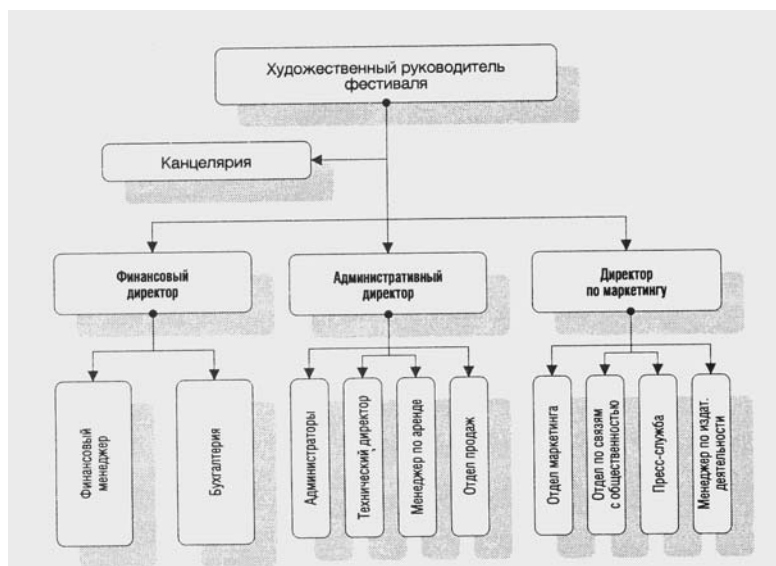 Художественный руководитель
фестиваля
Канцелярия
Финансовый
директор
Административный
директор
Директор
по маркетингу
Финансовый
менеджер
Бухгалтерия
Администраторы
Технический директор
Менеджер по аренде
Отдел продаж
Отдел маркетинга
Отдел по связям
с общественностью
Пресс-служба
Менеджер по издат.
деятельности